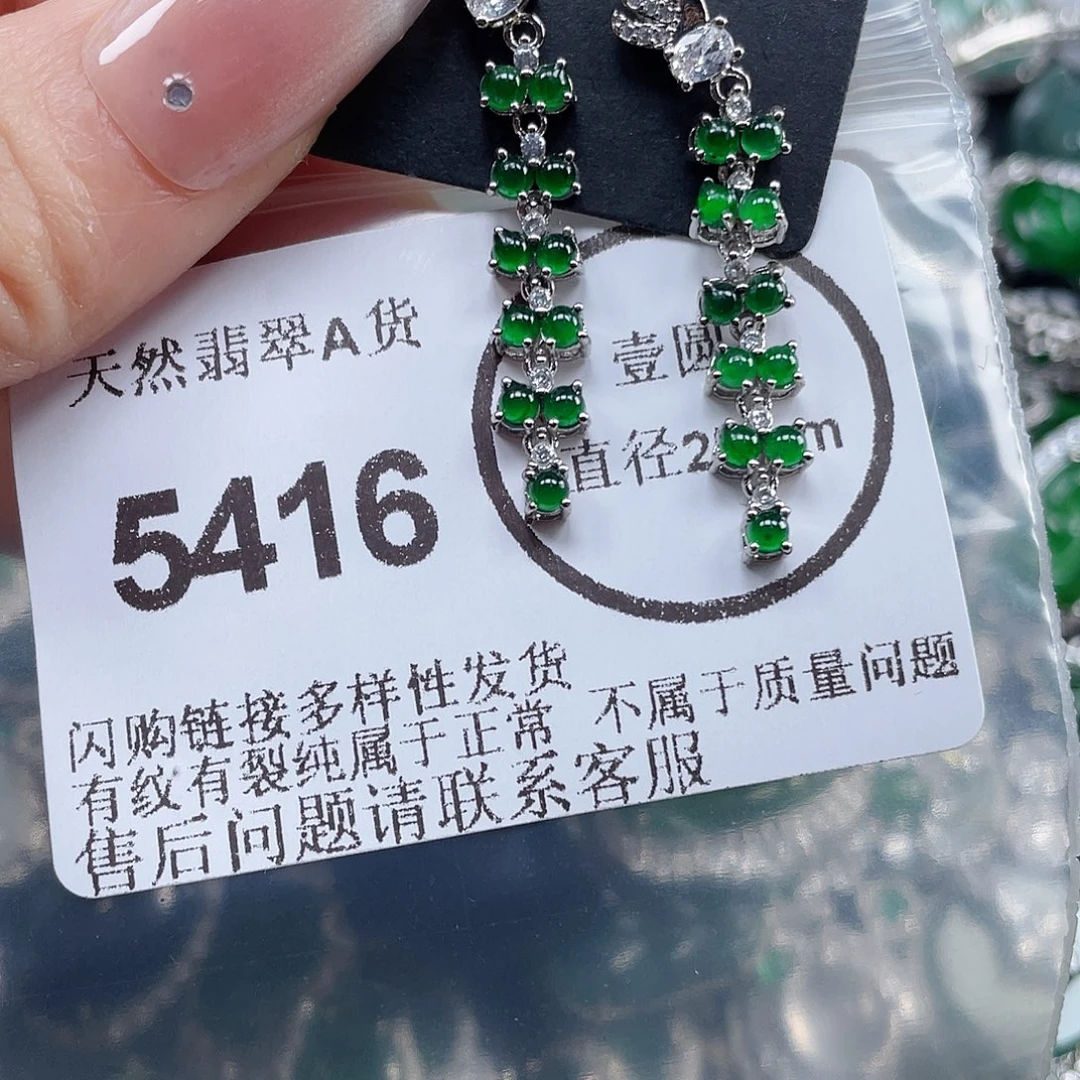 天然翡翠A货
壹圆
直径2 m
5416
闪购链接多样性发货
有纹有裂纯属于正常 不属于质量问题
售后问题请联系客服